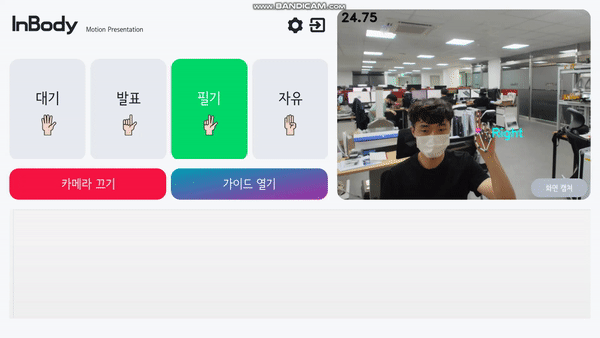 www.BANDICAM.com
InBody Motion Presentation
24.75
대기
발표
필기
자유
Right
카메라 끄기
가이드 열기
화면 캡쳐